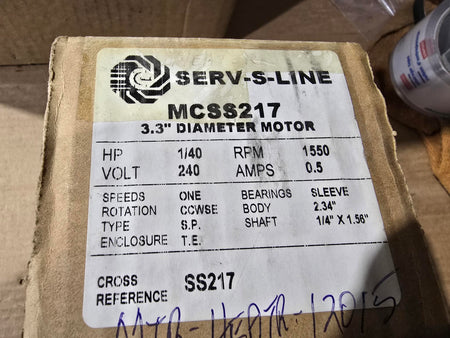 SERV-S-LINE
MCSS217
3.3" DIAMETER MOTOR
HP 1/40 RPM 1550
VOLT 240 AMPS 0.5
SPEEDS ONE BEARINGS SLEEVE
ROTATION CCWSE BODY 2.34"
TYPE S.P. SHAFT 1/4" X 1.56"
ENCLOSURE T.E.
CROSS REFERENCE SS217